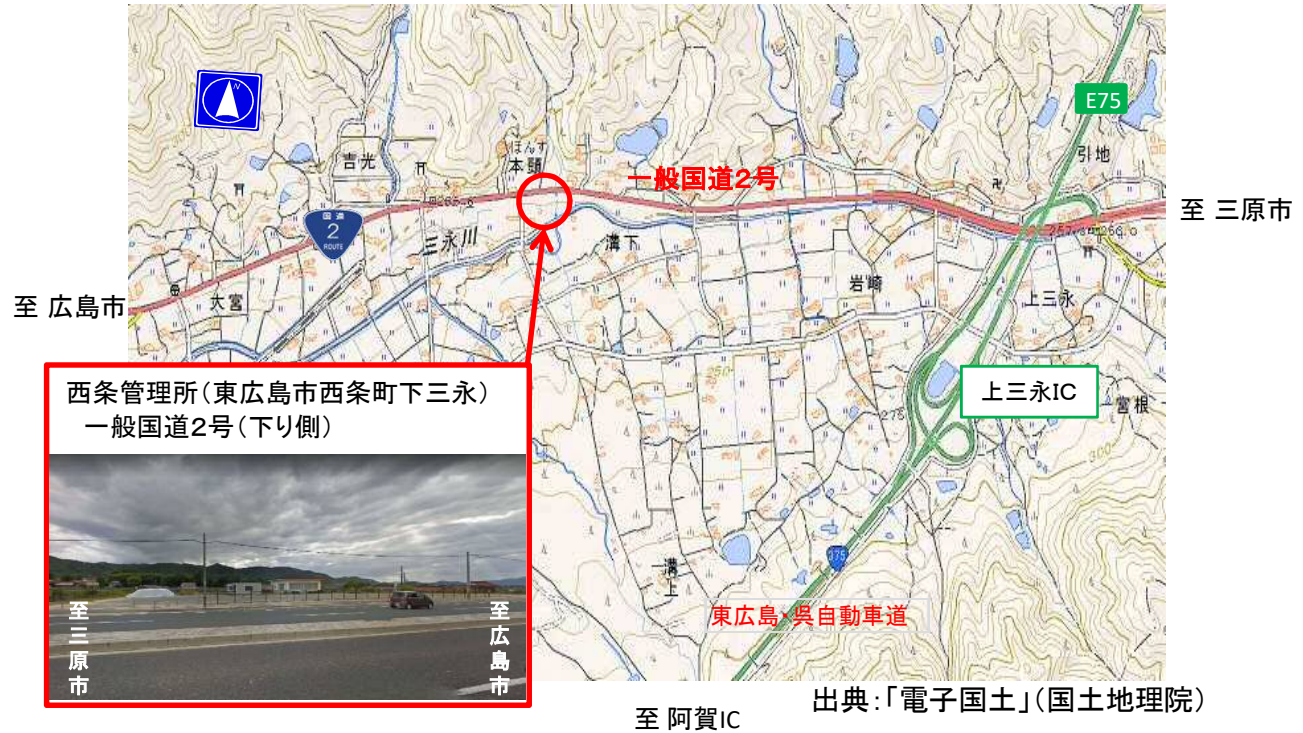 N
E75
引地
吉光
ほんす
本頭
一般国道2号
至 三原市
国道
2
ROUTE
三永川
溝下
大宮
岩崎
上三永
至 広島市
250
275
上三永IC
宮根
300
西条管理所(東広島市西条町下三永)
一般国道2号(下り側)
至三原市
至広島市
溝上
375
東広島・呉自動車道
出典:「電子国土」(国土地理院)
至 阿賀IC